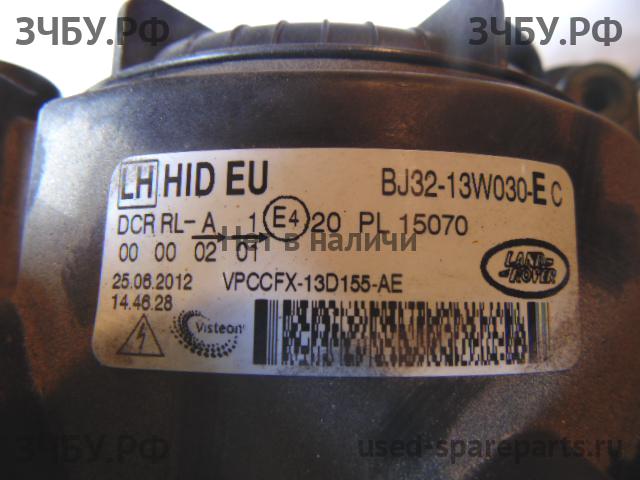 ЗЧБУ.РФ
ЗЧБУ.РФ
LH HID EU
BJ32-13W030-E C
DCR RL- A 1 E4 20 PL 15070
00 00 02 01
Нет в наличии
LAND-
ROVER
25.06.2012
VPCCFX-13D155-AE
14.46.28
Visteon
ЗЧБУ.РФ
used-spareparts.ru